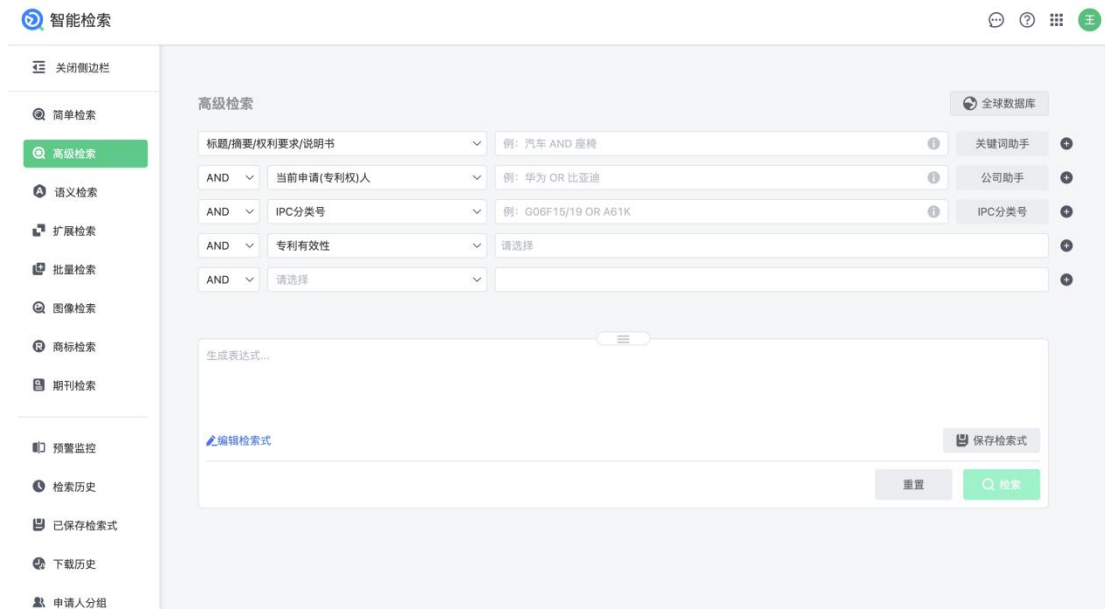 智能检索
王
关闭侧边栏
简单检索
高级检索
语义检索
扩展检索
批量检索
图像检索
商标检索
期刊检索
预警监控
检索历史
已保存检索式
下载历史
申请人分组
高级检索
全球数据库
标题/摘要/权利要求/说明书 例：汽车 AND 座椅 关键词助手
AND 当前申请(专利权)人 例：华为 OR 比亚迪 公司助手
AND IPC分类号 例：G06F15/19 OR A61K IPC分类号
AND 专利有效性 请选择
AND 请选择
生成表达式...
编辑检索式
保存检索式
重置 检索